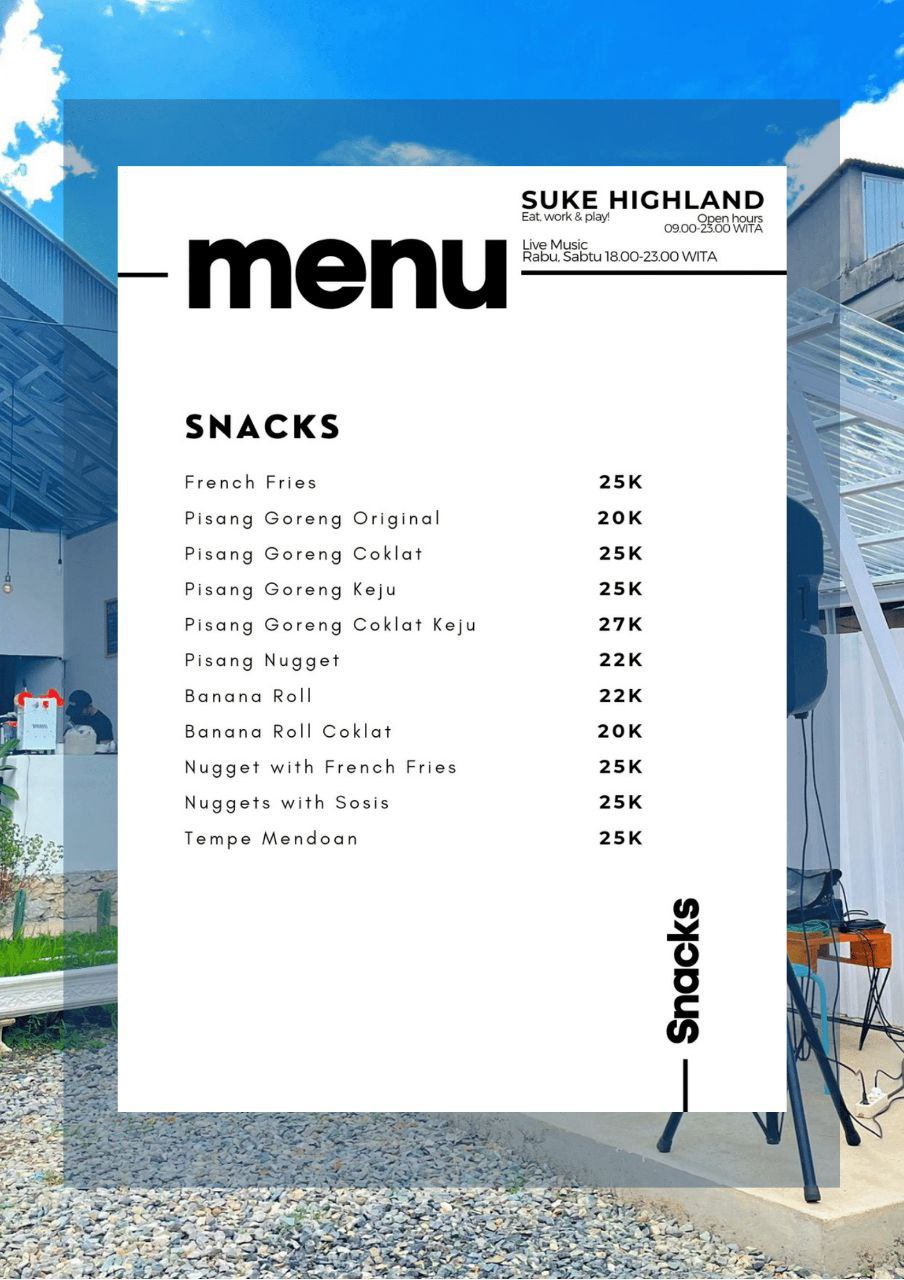 SUKE HIGHLAND
Eat, work & play!
Open hours
09.00-23.00 WITA
Live Music
Rabu, Sabtu 18.00-23.00 WITA
menu
SNACKS
French Fries 25K
Pisang Goreng Original 20K
Pisang Goreng Coklat 25K
Pisang Goreng Keju 25K
Pisang Goreng Coklat Keju 27K
Pisang Nugget 22K
Banana Roll 22K
Banana Roll Coklat 20K
Nugget with French Fries 25K
Nuggets with Sosis 25K
Tempe Mendoan 25K
Snacks